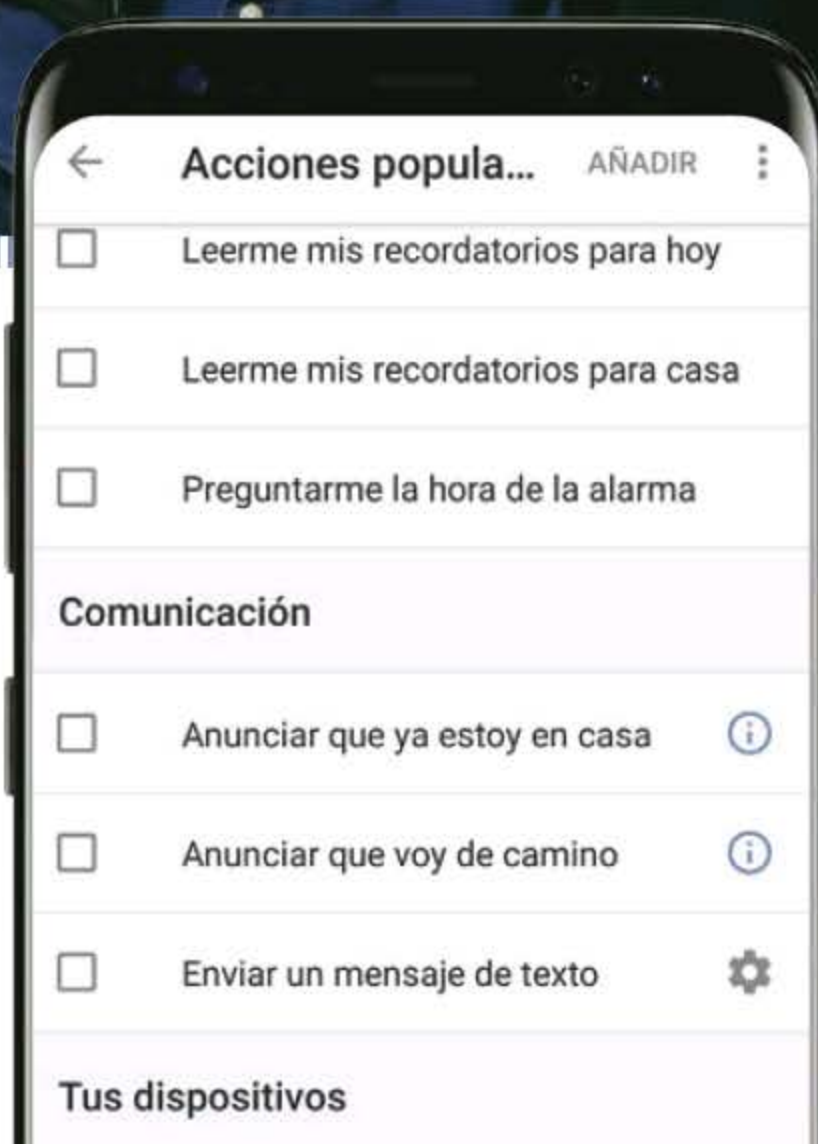 Acciones popula... AÑADIR
Leerme mis recordatorios para hoy
Leerme mis recordatorios para casa
Preguntarme la hora de la alarma
Comunicación
Anunciar que ya estoy en casa
Anunciar que voy de camino
Enviar un mensaje de texto
Tus dispositivos